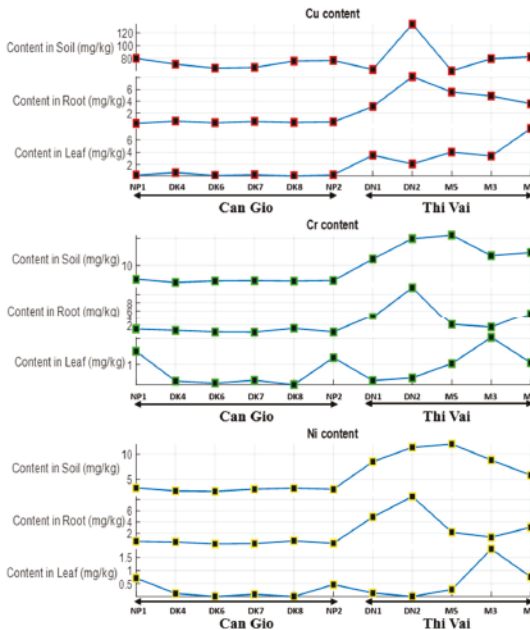 Cu content
Content in Soil (mg/kg)
120
100
80
Content in Root (mg/kg)
6
4
2
Content in Leaf (mg/kg)
6
4
2
NP1 DK4 DK6 DK7 DK8 NP2 DN1 DN2 M5 M3 M
Can Gio Thi Vai
Cr content
Content in Soil (mg/kg)
10
Content in Root (mg/kg)
8
6
4
2
Content in Leaf (mg/kg)
1
NP1 DK4 DK6 DK7 DK8 NP2 DN1 DN2 M5 M3 M
Can Gio Thi Vai
Ni content
Content in Soil (mg/kg)
10
5
Content in Root (mg/kg)
6
4
2
Content in Leaf (mg/kg)
1.5
1
0.5
NP1 DK4 DK6 DK7 DK8 NP2 DN1 DN2 M5 M3 M
Can Gio Thi Vai